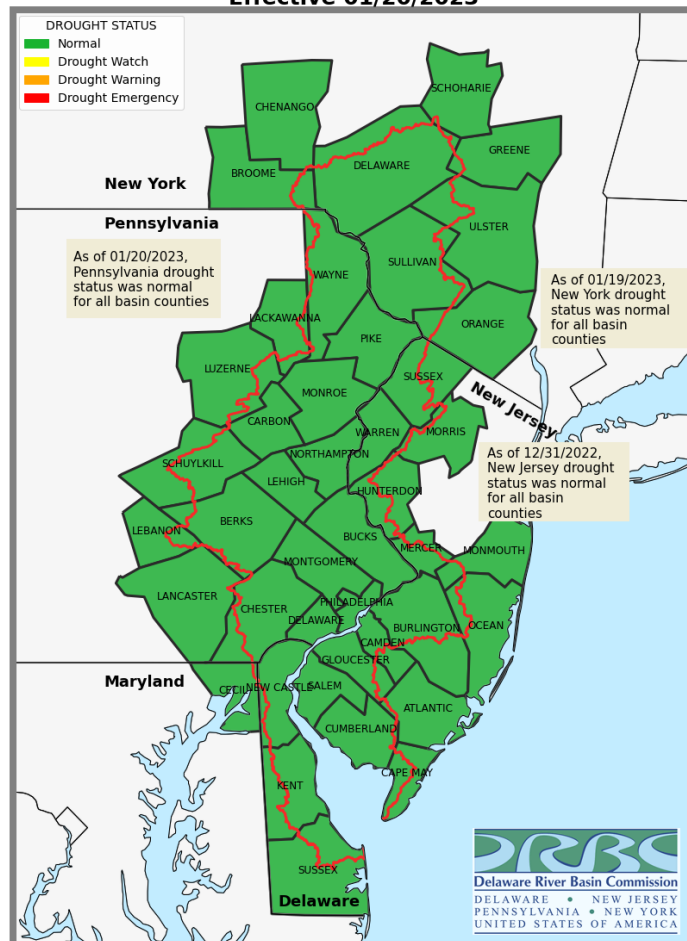 Effective 01/20/2023
DROUGHT STATUS
Normal
Drought Watch
Drought Warning
Drought Emergency
SCHOHARIE
CHENANGO
GREENE
DELAWARE
BROOME
New York
Pennsylvania
ULSTER
As of 01/20/2023,
Pennsylvania drought
status was normal
for all basin counties
SULLIVAN
WAYNE
As of 01/19/2023,
New York drought
status was normal
for all basin
counties
LACKAWANNA
ORANGE
PIKE
LUZERNE
SUSSEX
MONROE
New Jersey
CARBON
WARREN
MORRIS
NORTHAMPTON
As of 12/31/2022,
New Jersey drought
status was normal
for all basin
counties
SCHUYLKILL
LEHIGH
HUNTERDON
BERKS
LEBANON
BUCKS
MERCER
MONMOUTH
MONTGOMERY
LANCASTER
PHILADELPHIA
CHESTER
DELAWARE
BURLINGTON
OCEAN
CAMDEN
GLOUCESTER
Maryland
CECIL
NEW CASTLE
SALEM
ATLANTIC
CUMBERLAND
CAPE MAY
KENT
SUSSEX
Delaware
DRBC
Delaware River Basin Commission
DELAWARE • NEW JERSEY
PENNSYLVANIA • NEW YORK
UNITED STATES OF AMERICA